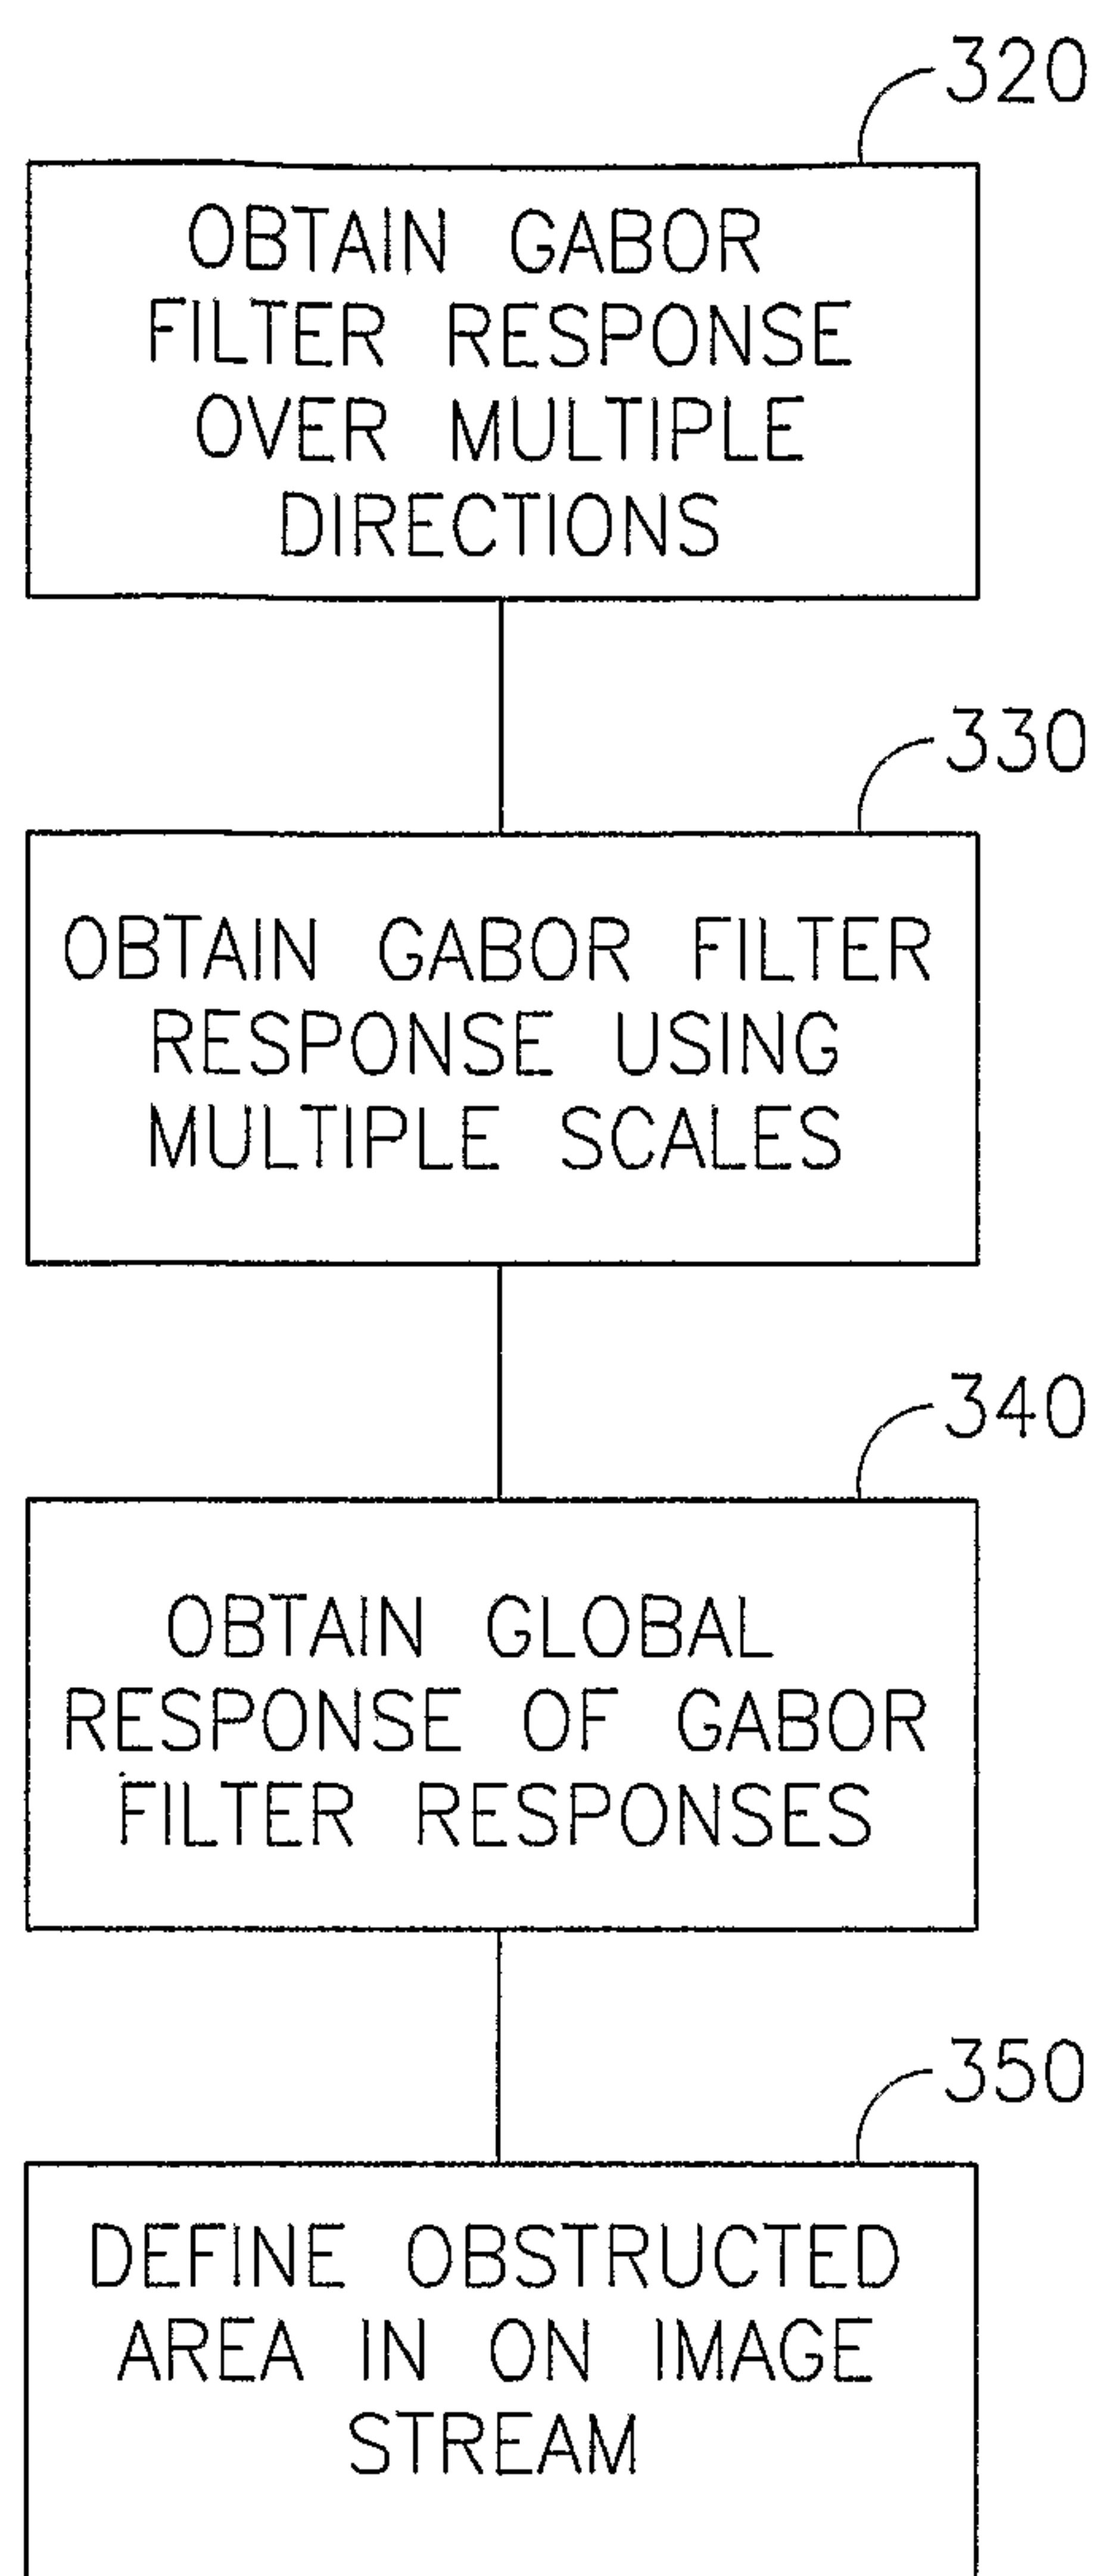 320
OBTAIN GABOR
FILTER RESPONSE
OVER MULTIPLE
DIRECTIONS
330
OBTAIN GABOR FILTER
RESPONSE USING
MULTIPLE SCALES
340
OBTAIN GLOBAL
RESPONSE OF GABOR
FILTER RESPONSES
350
DEFINE OBSTRUCTED
AREA IN ON IMAGE
STREAM